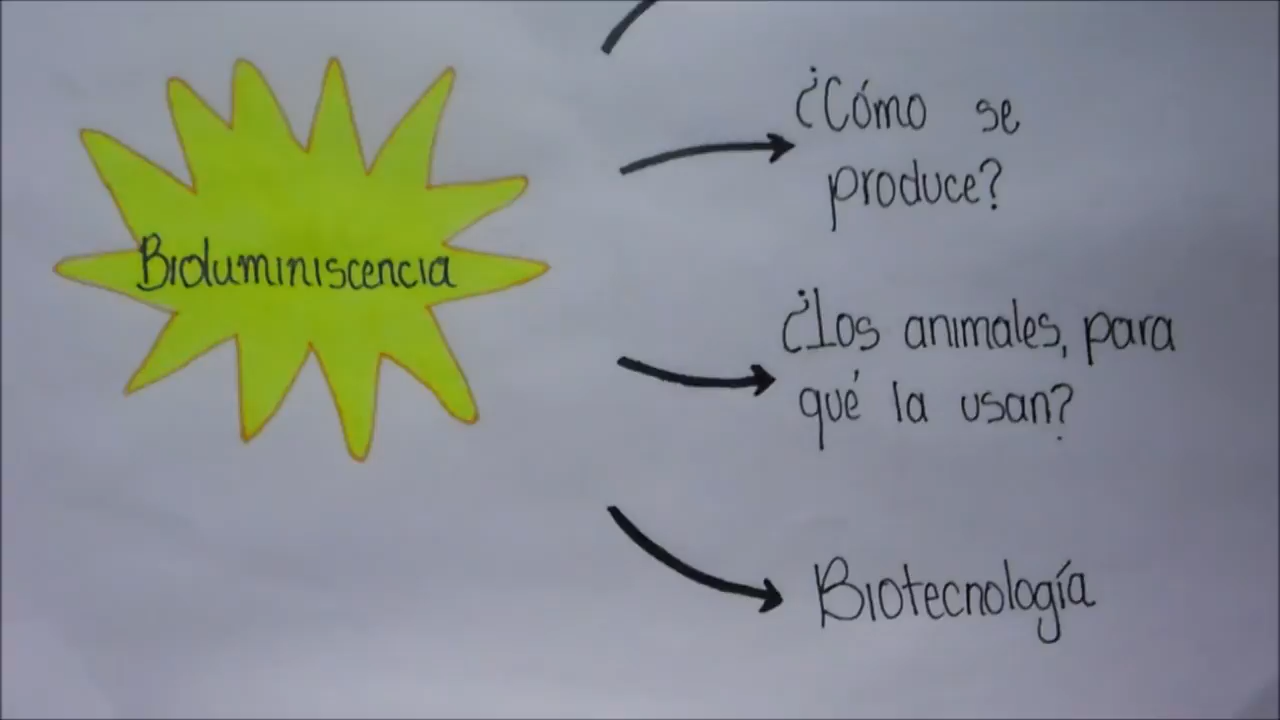 Bioluminiscencia
¿Cómo se
produce?
¿Los animales, para
qué la usan?
Biotecnología